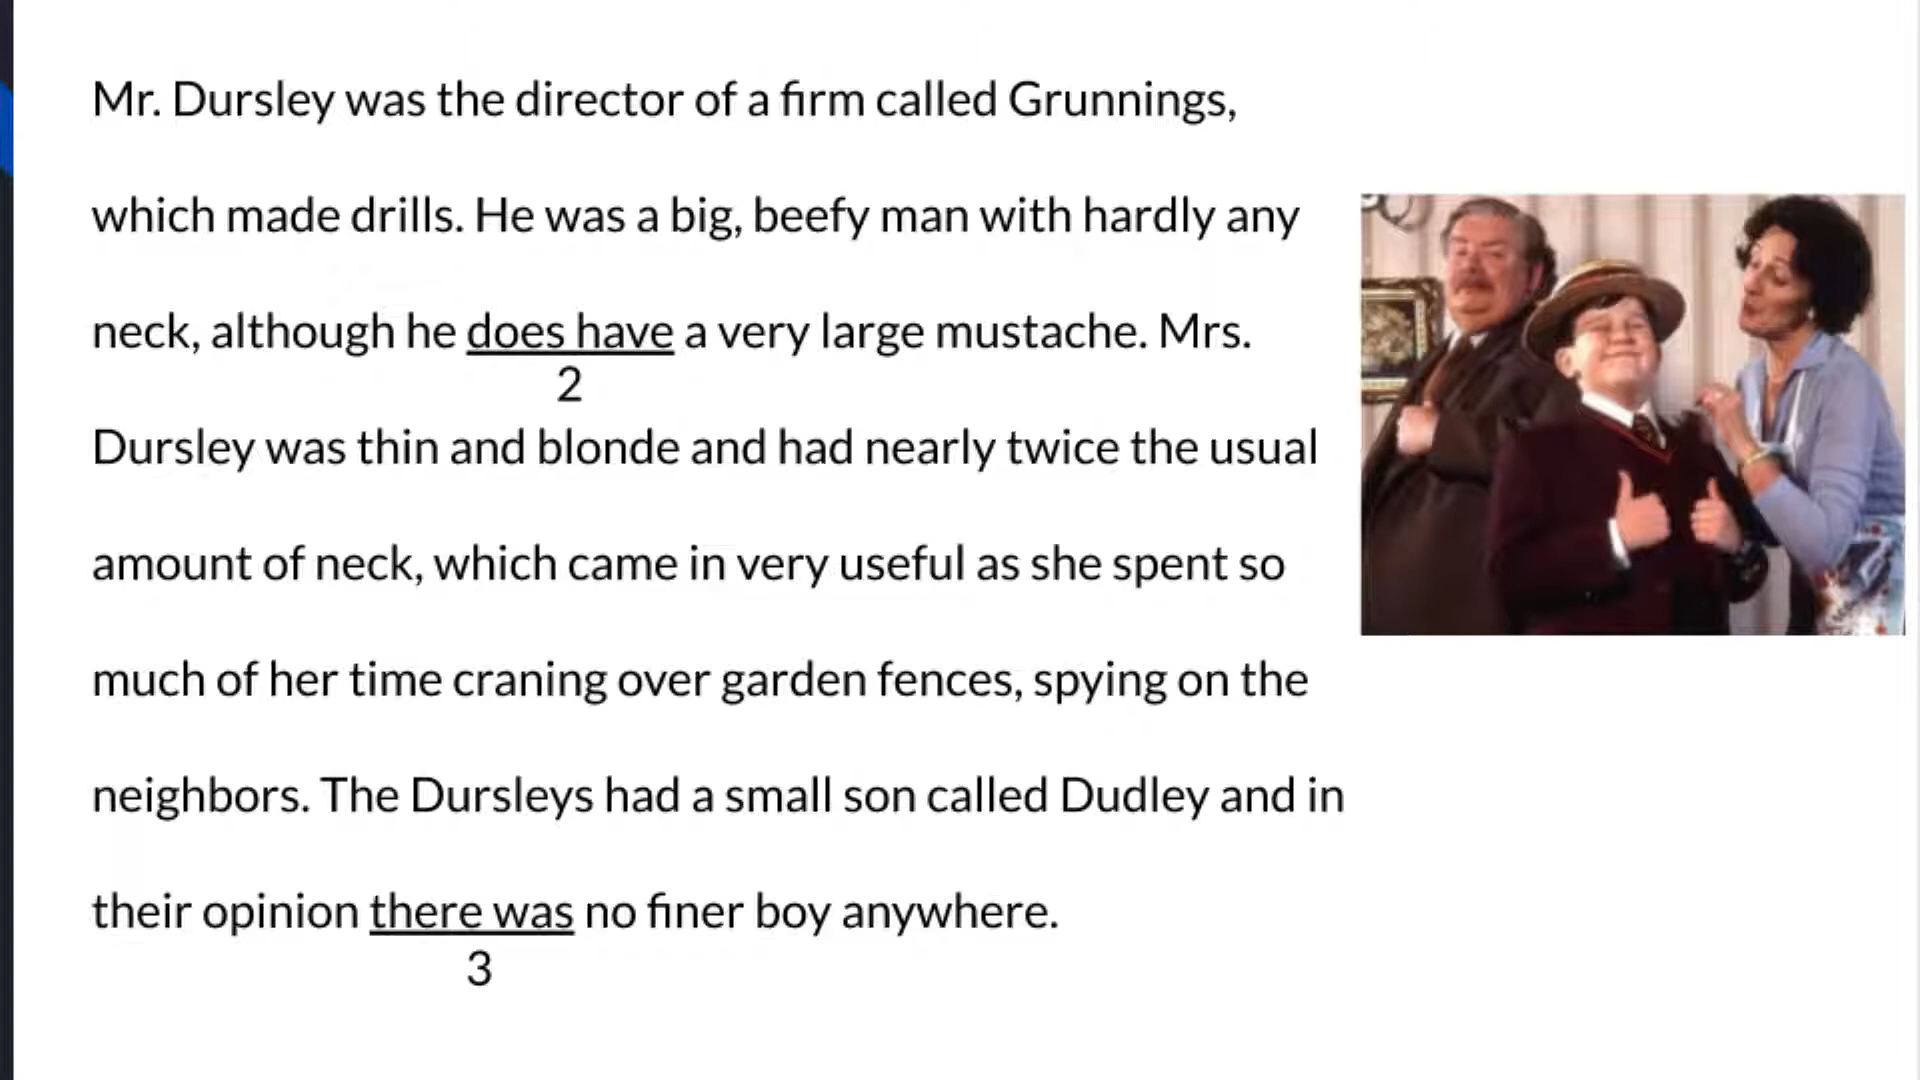 Mr. Dursley was the director of a firm called Grunnings,
which made drills. He was a big, beefy man with hardly any
neck, although he does have a very large mustache. Mrs.
2
Dursley was thin and blonde and had nearly twice the usual
amount of neck, which came in very useful as she spent so
much of her time craning over garden fences, spying on the
neighbors. The Dursleys had a small son called Dudley and in
their opinion there was no finer boy anywhere.
3